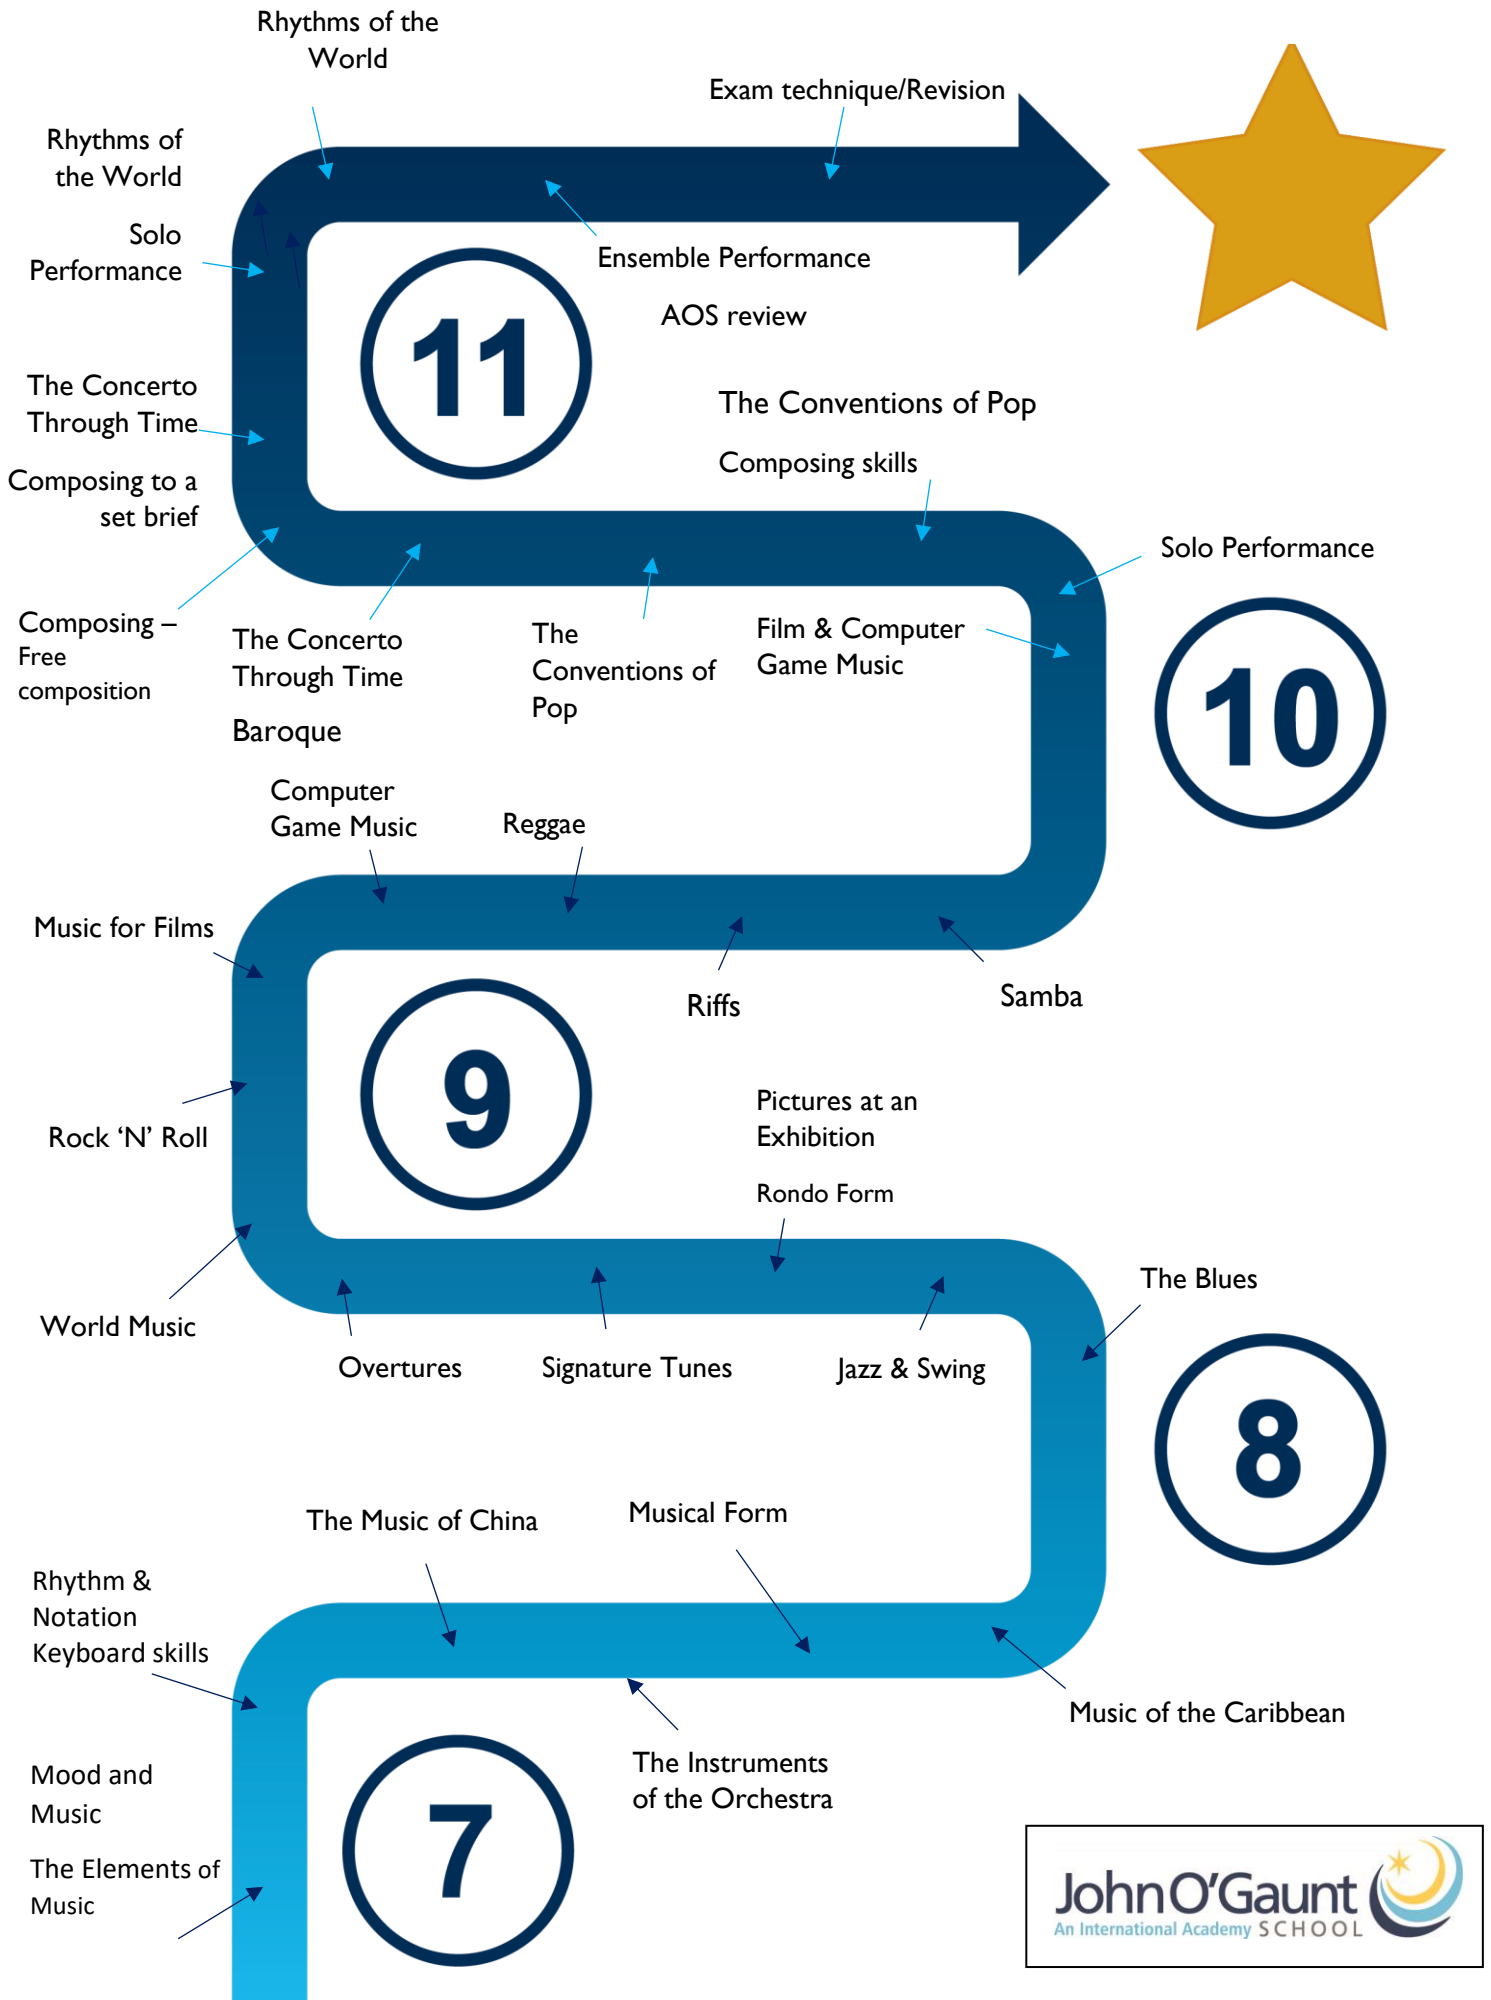 Rhythms of the
World
Exam technique/Revision
Rhythms of
the World
Solo
Performance
Ensemble Performance
AOS review
11
The Concerto
Through Time
The Conventions of Pop
Composing skills
Composing to a
set brief
Solo Performance
Composing –
Free
composition
The Concerto
Through Time
Baroque
The
Conventions of
Pop
Film & Computer
Game Music
10
Computer
Game Music
Reggae
Music for Films
Riffs
Samba
9
Rock ‘N’ Roll
Pictures at an
Exhibition
Rondo Form
The Blues
World Music
Overtures
Signature Tunes
Jazz & Swing
8
The Music of China
Musical Form
Rhythm &
Notation
Keyboard skills
Music of the Caribbean
The Instruments
of the Orchestra
Mood and
Music
7
The Elements of
Music
John O'Gaunt
An International Academy SCHOOL